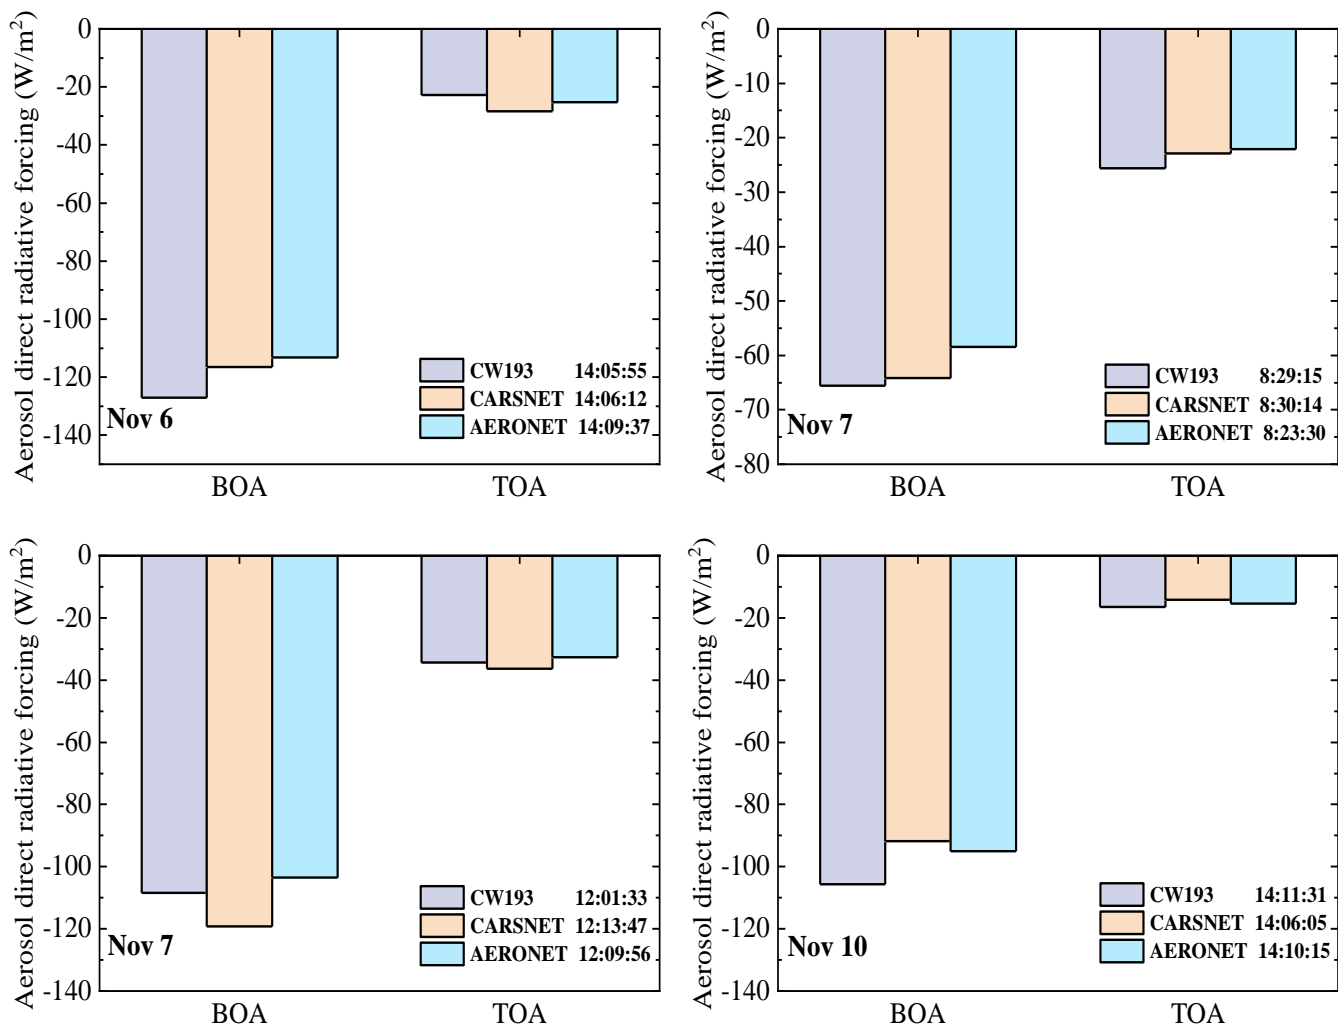 Aerosol direct radiative forcing (W/m²)
0
-20
-40
-60
-80
-100
-120
-140
Nov 6
CW193 14:05:55
CARSNET 14:06:12
AERONET 14:09:37
BOA TOA
Aerosol direct radiative forcing (W/m²)
0
-10
-20
-30
-40
-50
-60
-70
-80
Nov 7
CW193 8:29:15
CARSNET 8:30:14
AERONET 8:23:30
BOA TOA
Aerosol direct radiative forcing (W/m²)
0
-20
-40
-60
-80
-100
-120
-140
Nov 7
CW193 12:01:33
CARSNET 12:13:47
AERONET 12:09:56
BOA TOA
Aerosol direct radiative forcing (W/m²)
0
-20
-40
-60
-80
-100
-120
-140
Nov 10
CW193 14:11:31
CARSNET 14:06:05
AERONET 14:10:15
BOA TOA